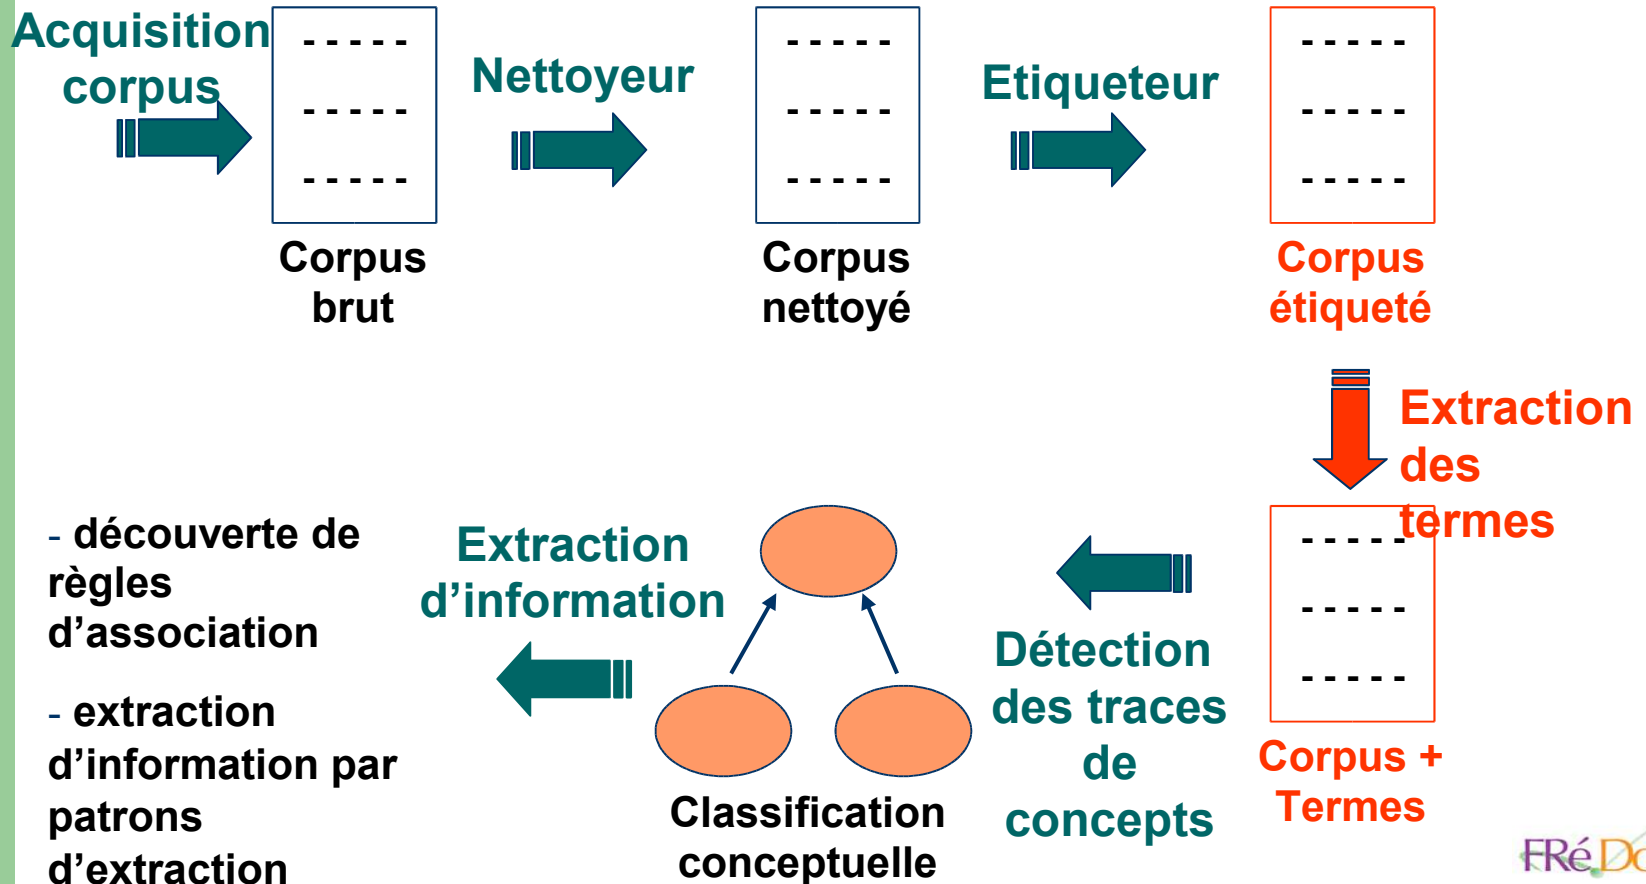 Acquisition
corpus
- - - - -
- - - - -
- - - - -
Corpus
brut
Nettoyeur
- - - - -
- - - - -
- - - - -
Corpus
nettoyé
Etiqueteur
- - - - -
- - - - -
- - - - -
Corpus
étiqueté
Extraction
des
termes
- - - - -
- - - - -
- - - - -
Corpus +
Termes
Détection
des traces
de
concepts
Classification
conceptuelle
Extraction
d’information
- découverte de
règles
d’association
- extraction
d’information par
patrons
d’extraction